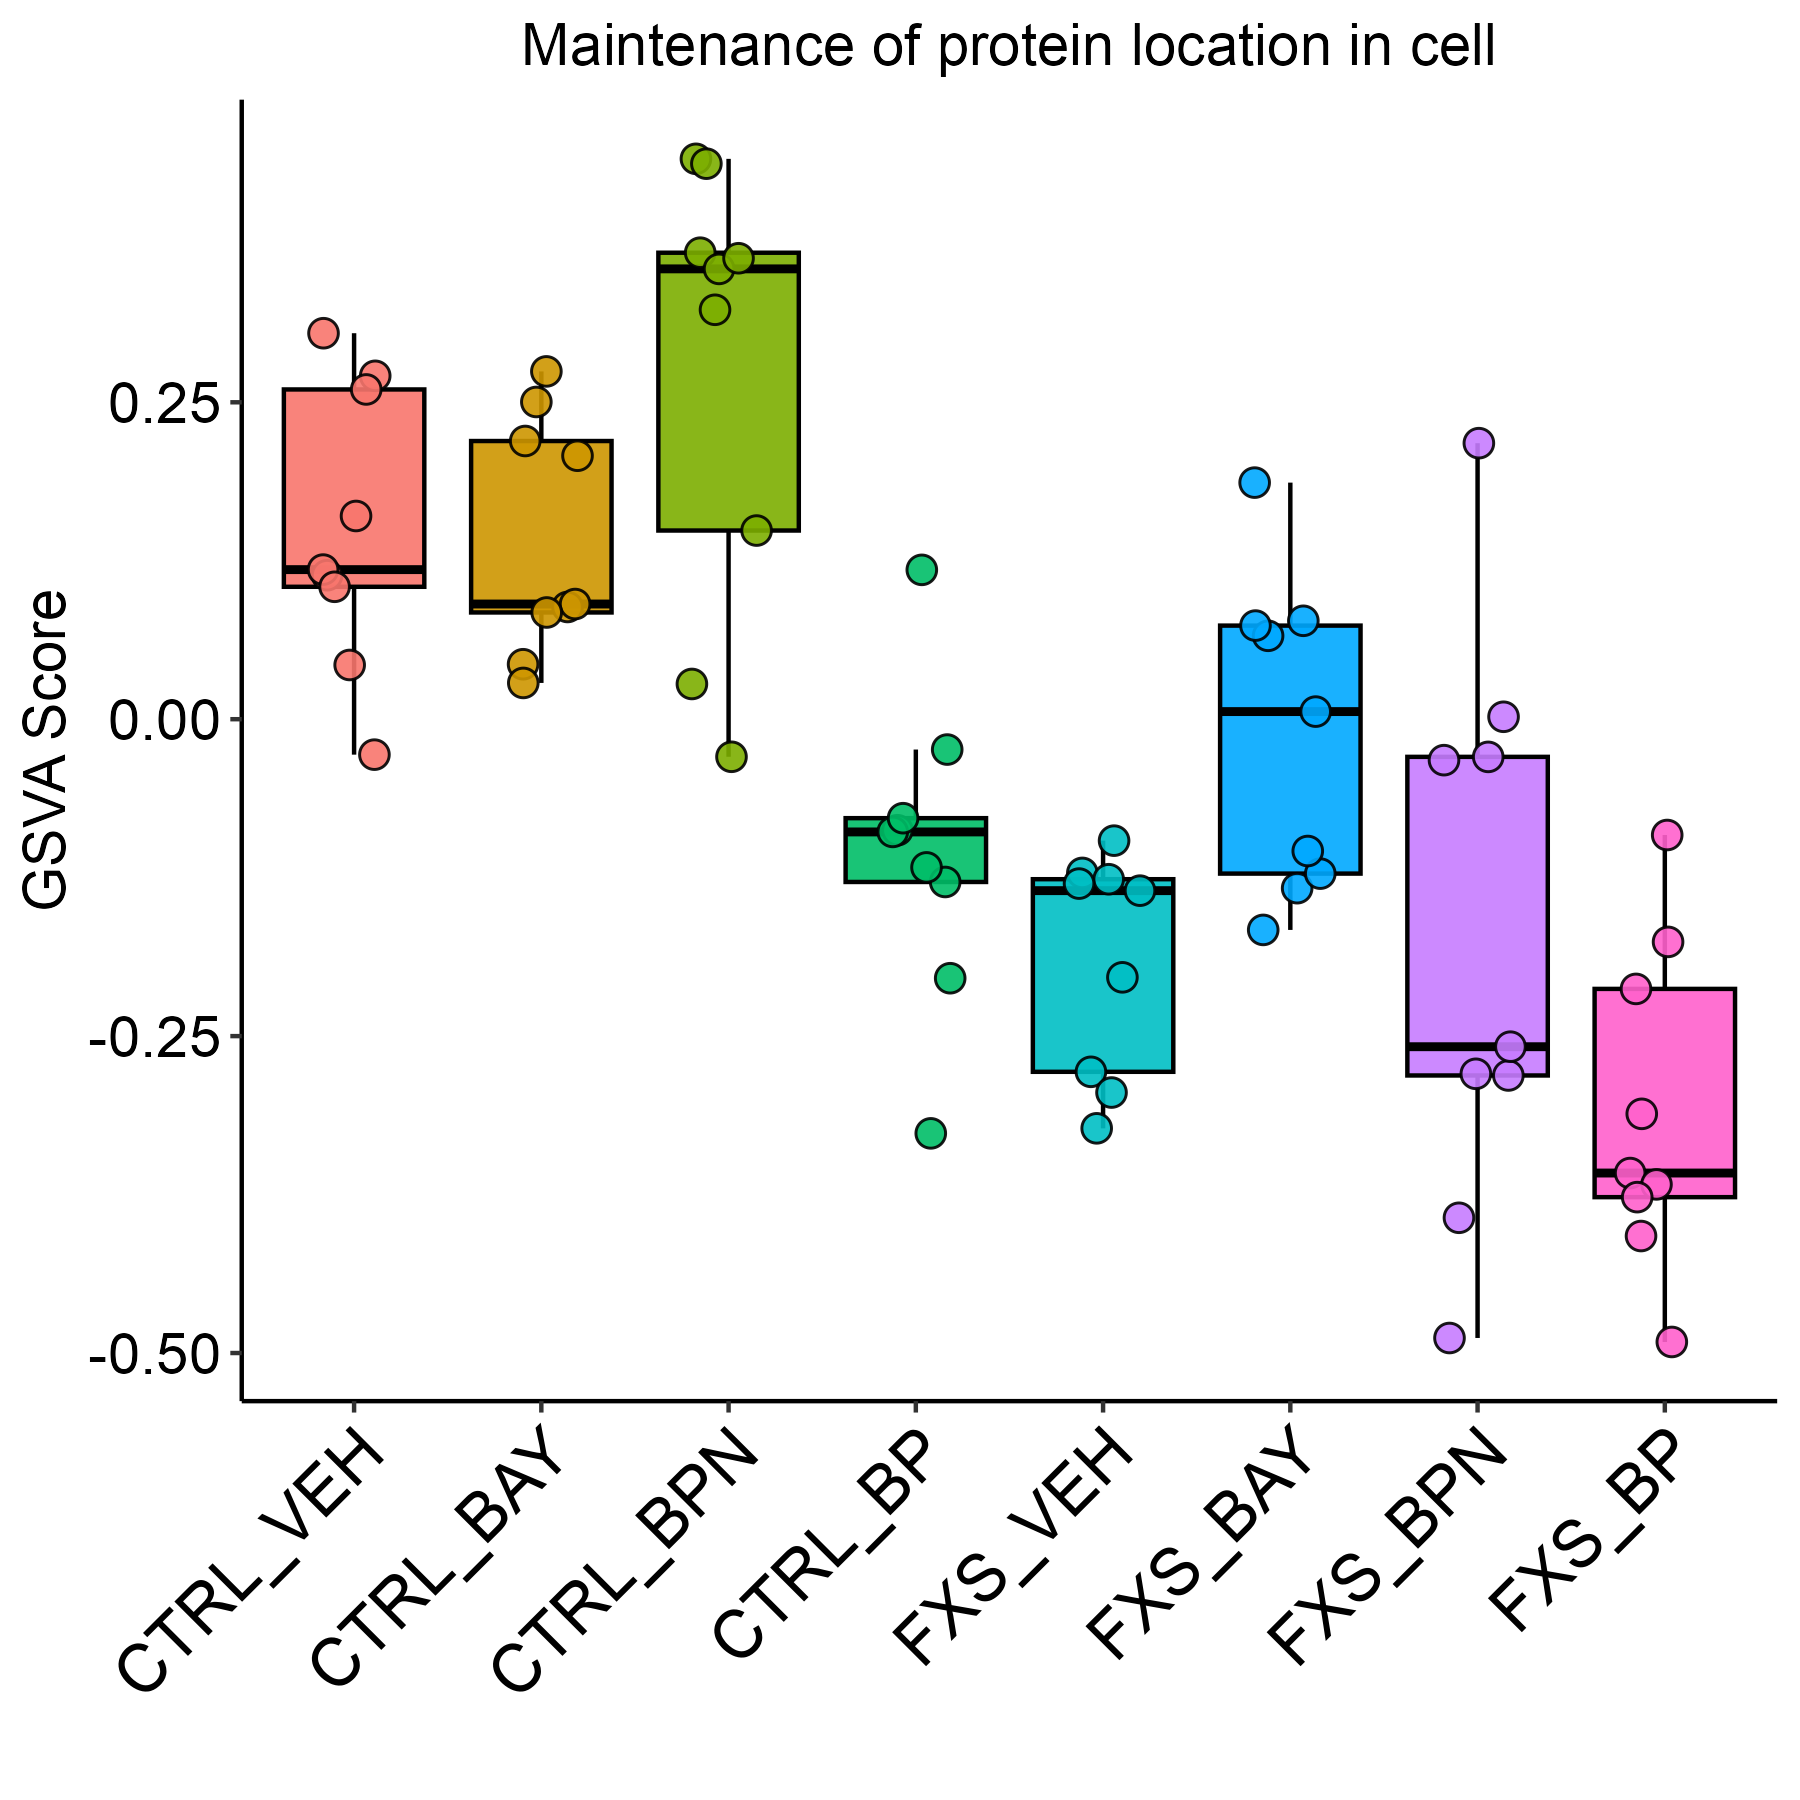 Maintenance of protein location in cell
GSVA Score
0.25
0.00
-0.25
-0.50
CTRL_VEH
CTRL_BAY
CTRL_BPN
CTRL_BP
FXS_VEH
FXS_BAY
FXS_BPN
FXS_BP